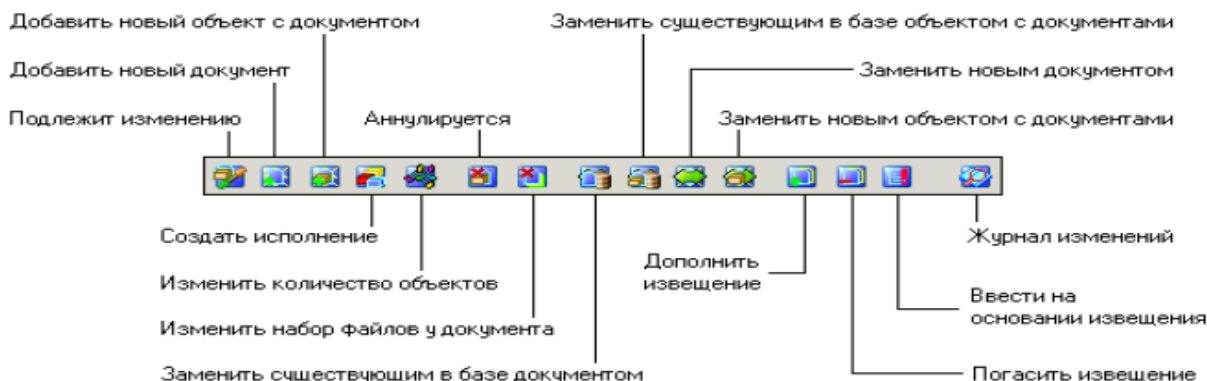 Добавить новый объект с документом
Заменить существующим в базе объектом с документами
Добавить новый документ
Заменить новым документом
Подлежит изменению
Аннулируется
Заменить новым объектом с документами
Создать исполнение
Журнал изменений
Дополнить
извещение
Изменить количество объектов
Ввести на
основании извещения
Изменить набор файлов у документа
Заменить существующим в базе документом
Погасить извещение